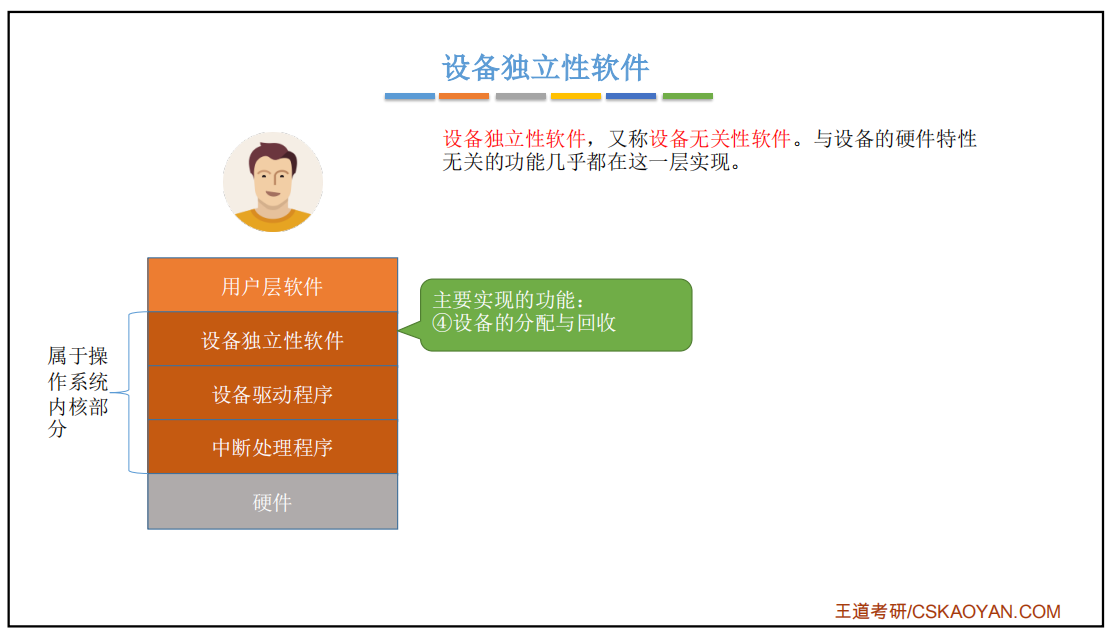 设备独立性软件
设备独立性软件，又称设备无关性软件。与设备的硬件特性
无关的功能几乎都在这一层实现。
用户层软件
主要实现的功能：
④设备的分配与回收
设备独立性软件
属于操
作系统
内核部
分
设备驱动程序
中断处理程序
硬件
王道考研/CSKAOYAN.COM